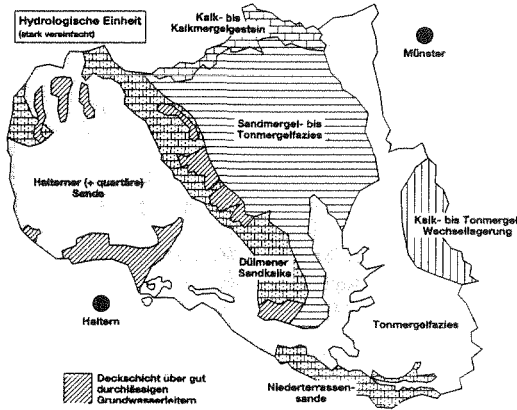 Hydrologische Einheit
(stark vereinfacht)
Kalk- bis
Kalkmergelgestein
Münster
Sandmergel- bis
Tonmergelfazies
Halterner (+ quartäre)
Sande
Kalk- bis Tonmergel
Wechsellagerung
Dülmener
Sandkalke
Haltern
Tonmergelfazies
Deckschicht über gut
durchlässigen
Grundwasserleitern
Niederterrassen-
sande